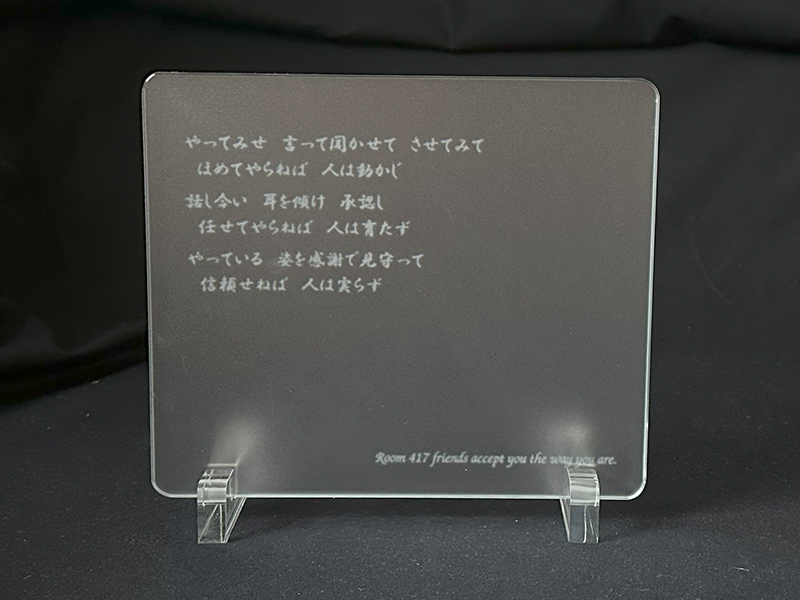 やってみせ 言って聞かせて させてみて
ほめてやらねば 人は動かじ
話し合い 耳を傾け 承認し
任せてやらねば 人は育たず
やっている 姿を感謝で見守って
信頼せねば 人は実らず
Room 417 friends accept you the way you are.